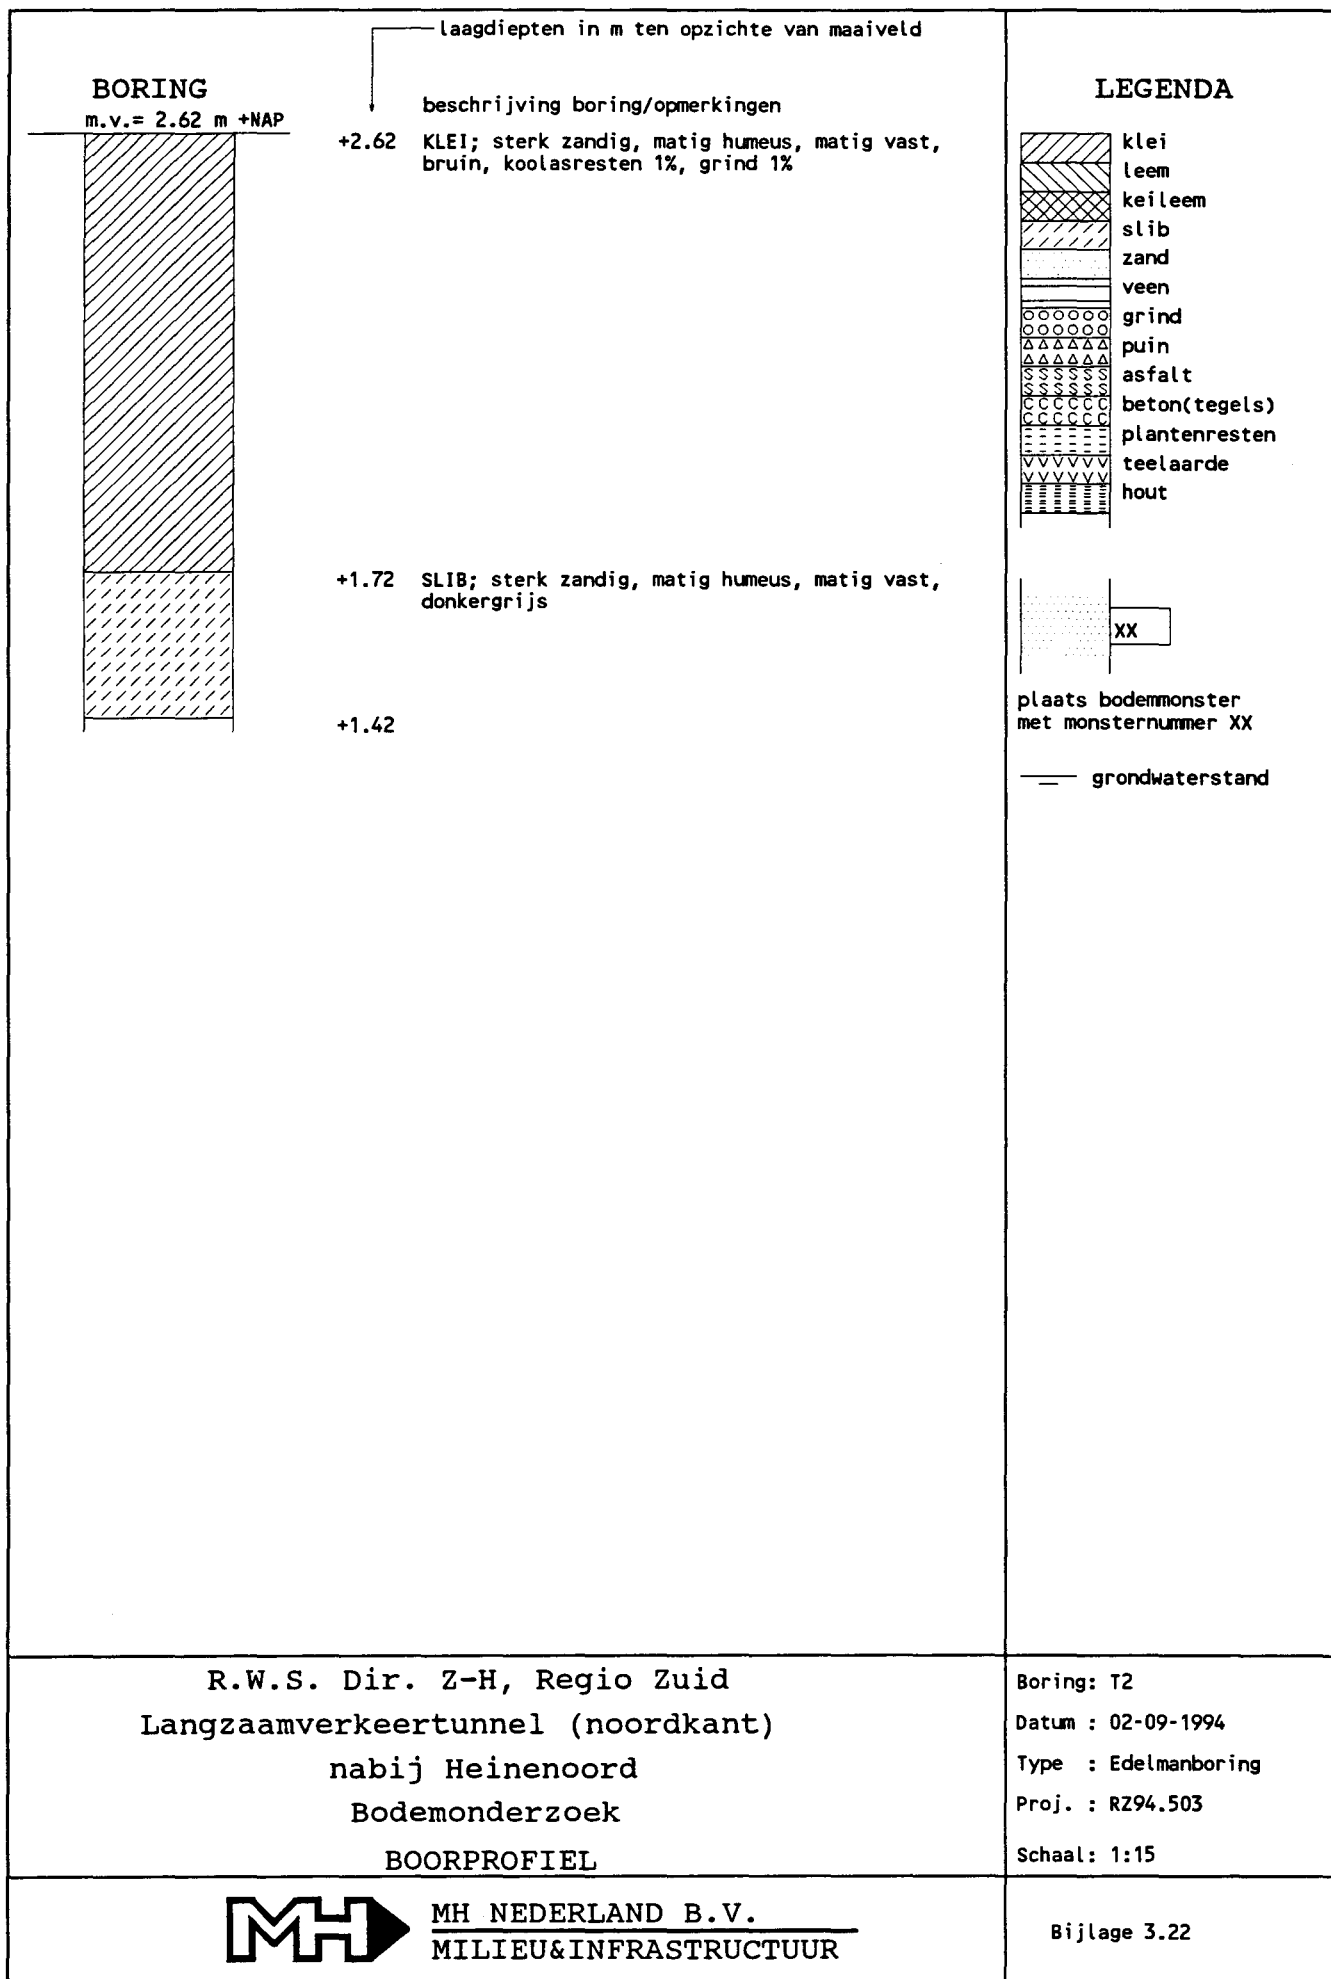 laagdiepten in m ten opzichte van maaiveld
BORING
m.v.= 2.62 m +NAP
beschrijving boring/opmerkingen
+2.62 KLEI; sterk zandig, matig humeus, matig vast,
bruin, koolasresten 1%, grind 1%
+1.72 SLIB; sterk zandig, matig humeus, matig vast,
donkergrijs
+1.42
LEGENDA
klei
leem
keileem
slib
zand
veen
grind
puin
asfalt
beton(tegels)
plantenresten
teelaarde
hout
XX
plaats bodemmonster
met monsternummer XX
grondwaterstand
R.W.S. Dir. Z-H, Regio Zuid
Langzaamverkeertunnel (noordkant)
nabij Heinenoord
Bodemonderzoek
BOORPROFIEL
Boring: T2
Datum : 02-09-1994
Type : Edelmanboring
Proj. : RZ94.503
Schaal: 1:15
MH
MH NEDERLAND B.V.
MILIEU&INFRASTRUCTUUR
Bijlage 3.22